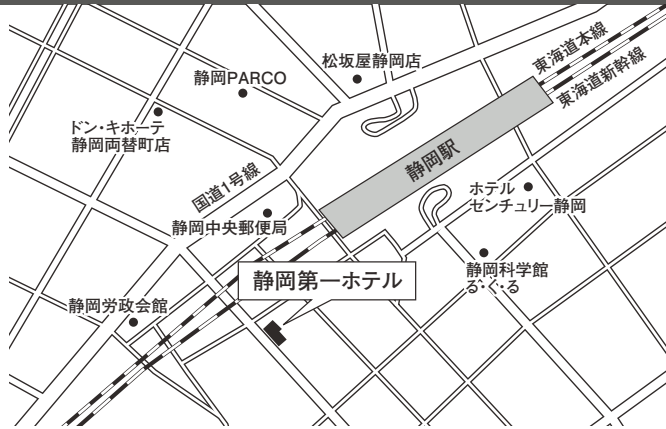 松坂屋静岡店
東海道本線
東海道新幹線
静岡PARCO
ドン・キホーテ
静岡両替町店
静岡駅
国道1号線
ホテル
センチュリー静岡
静岡中央郵便局
静岡科学館
る・く・る
静岡第一ホテル
静岡労政会館